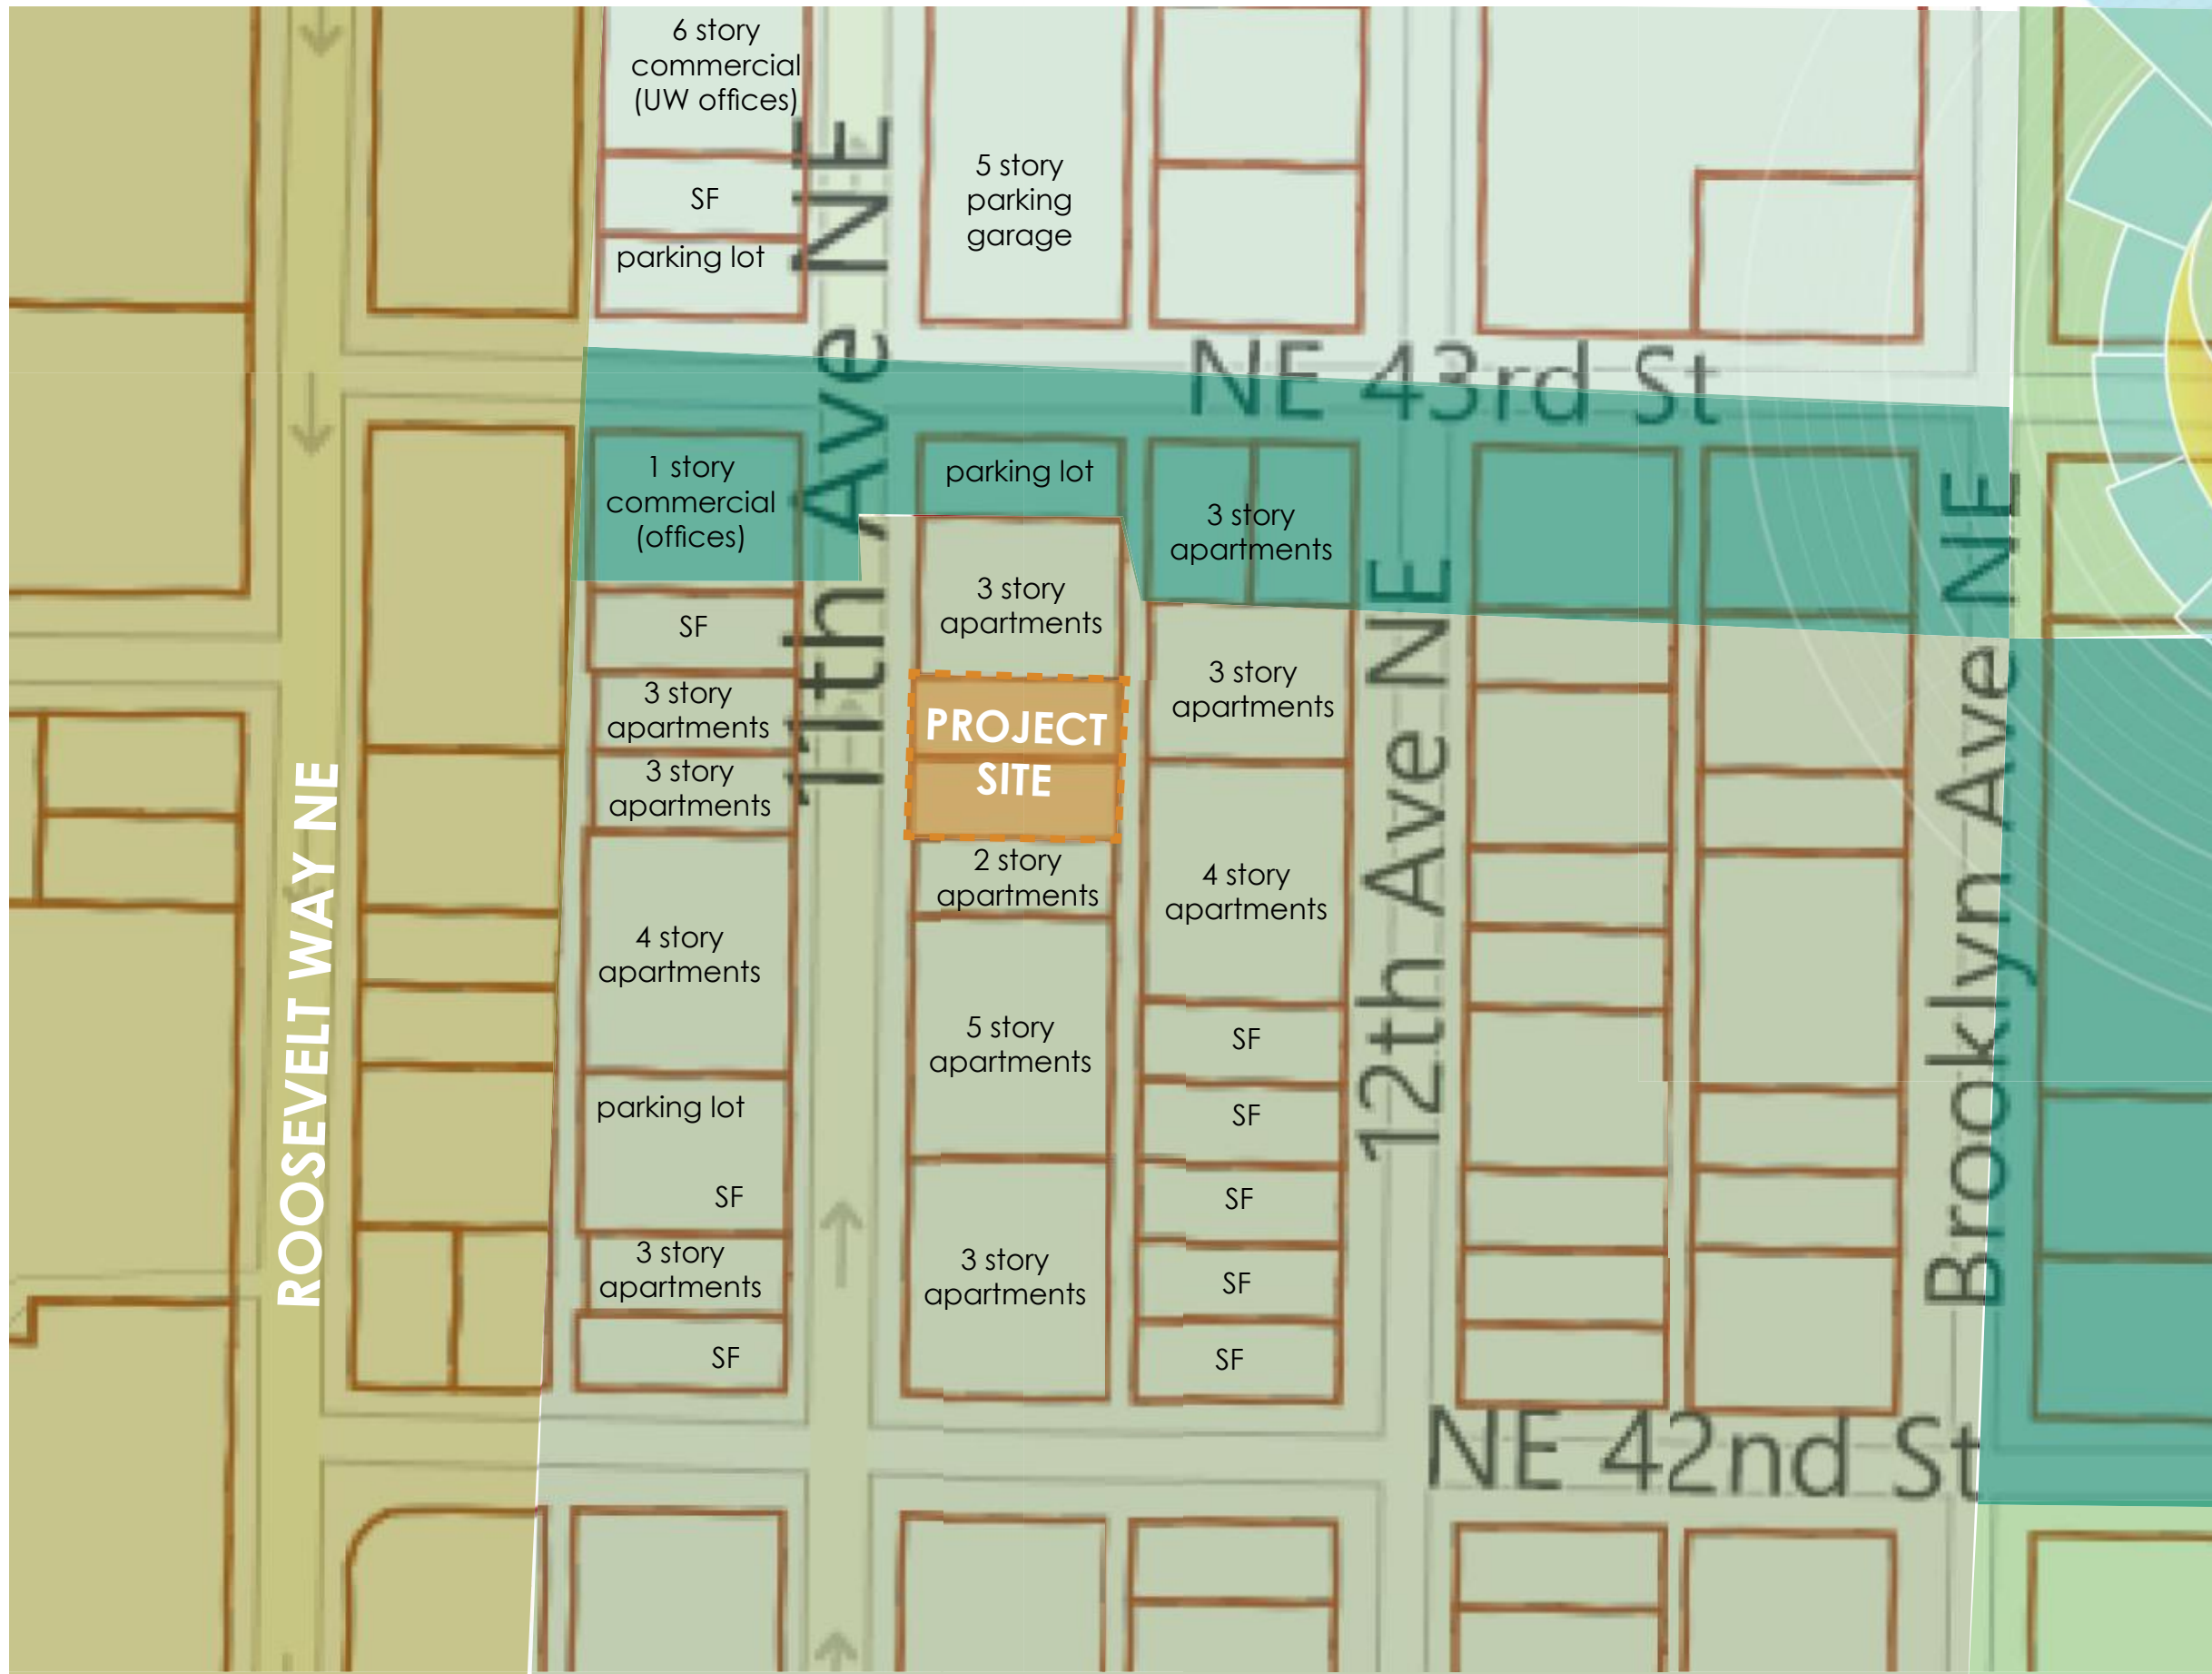 6 story
commercial
(UW offices)
SF
parking lot
5 story
parking
garage
NE 43rd St
11th Ave NE
1 story
commercial
(offices)
parking lot
3 story
apartments
SF
3 story
apartments
3 story
apartments
4 story
apartments
parking lot
SF
3 story
apartments
SF
3 story
apartments
PROJECT
SITE
2 story
apartments
5 story
apartments
3 story
apartments
3 story
apartments
4 story
apartments
SF
SF
SF
SF
SF
12th Ave NE
Brooklyn Ave NE
ROOSEVELT WAY NE
NE 42nd St